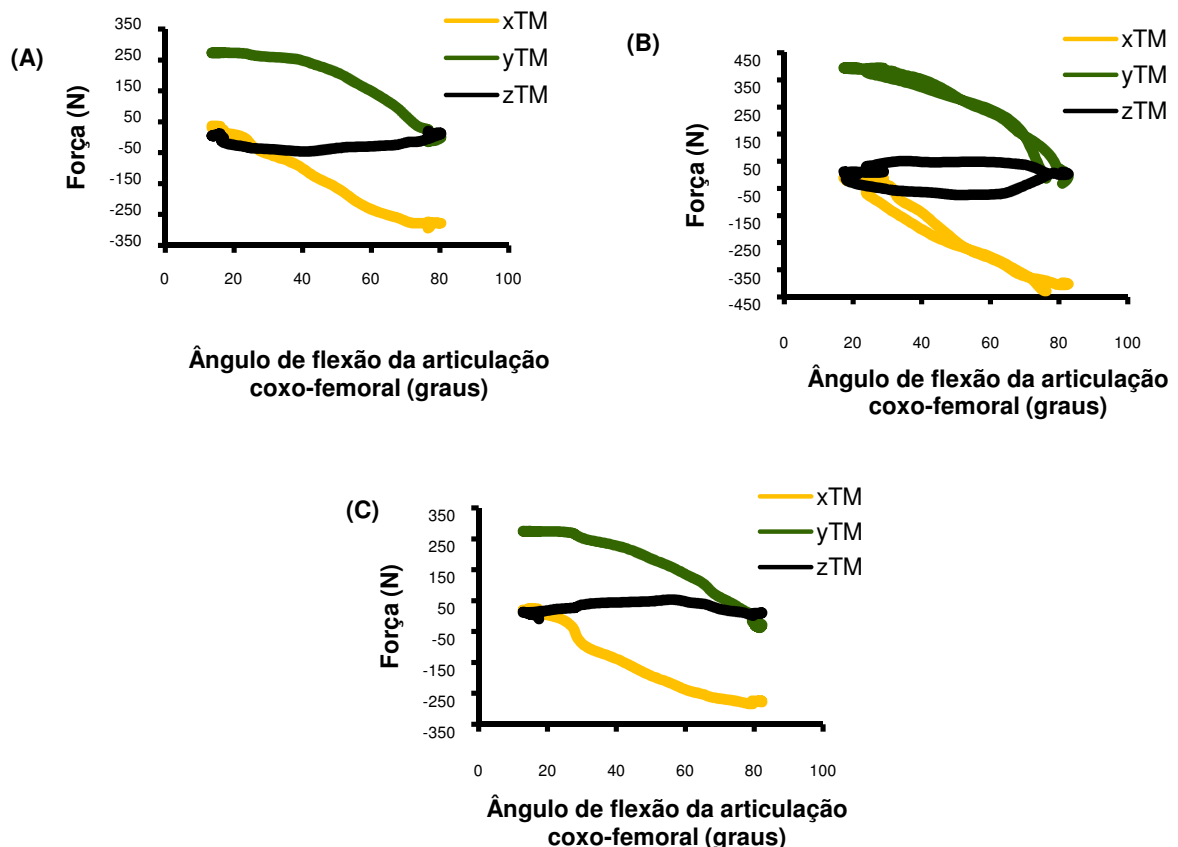 (A)
Força (N)
350
250
150
50
-50
-150
-250
-350
0 20 40 60 80 100
xTM
yTM
zTM
Ângulo de flexão da articulação
coxo-femoral (graus)
(B)
Força (N)
450
350
250
150
50
-50
-150
-250
-350
-450
0 20 40 60 80 100
xTM
yTM
zTM
Ângulo de flexão da articulação
coxo-femoral (graus)
(C)
Força (N)
350
250
150
50
-50
-150
-250
-350
0 20 40 60 80 100
xTM
yTM
zTM
Ângulo de flexão da articulação
coxo-femoral (graus)